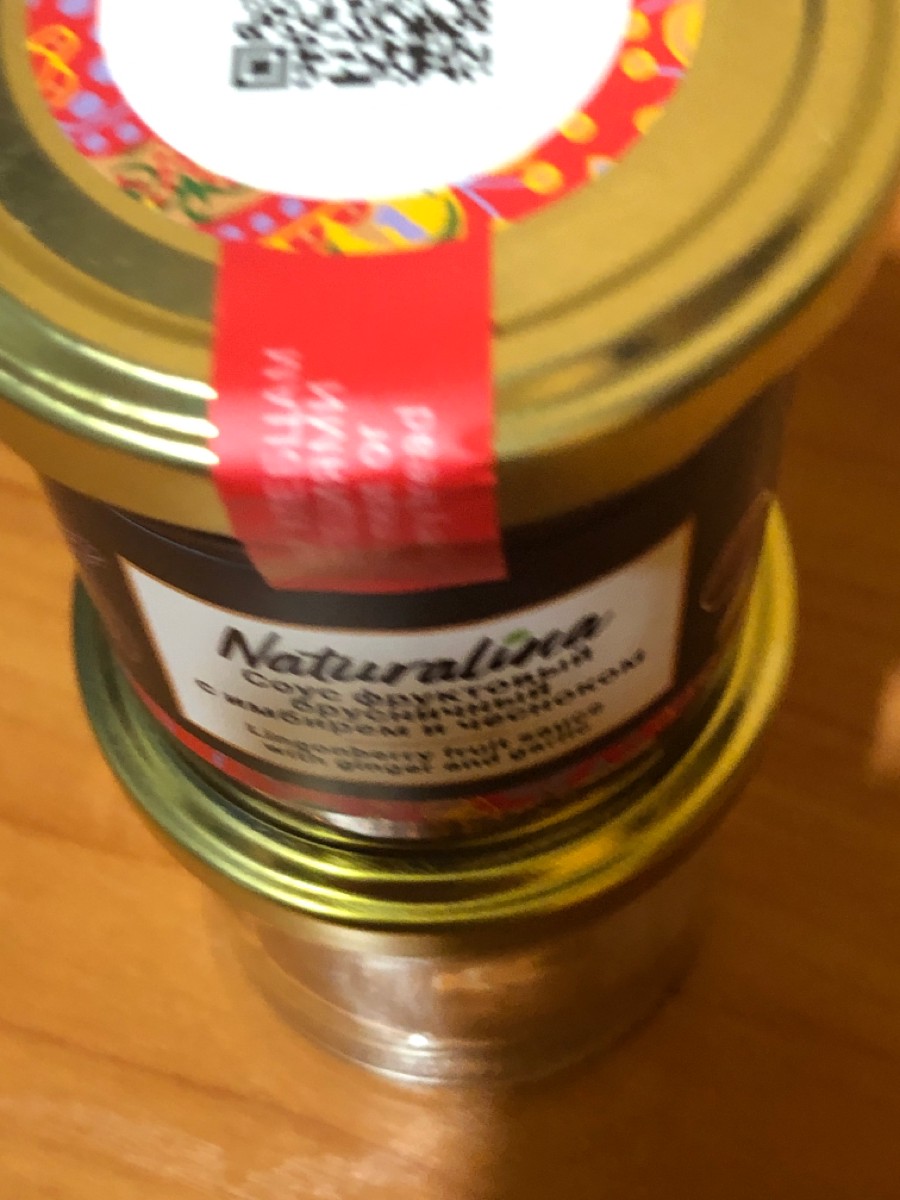 Naturalina
Соус фруктовый
брусничный
с имбирем и чесноком
Lingonberry fruit sauce
with ginger and garlic